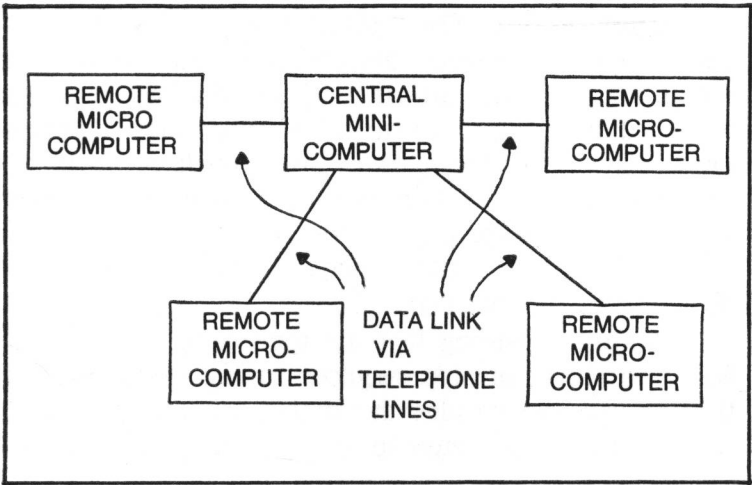 REMOTE
MICRO
COMPUTER
CENTRAL
MINI-
COMPUTER
REMOTE
MICRO-
COMPUTER
REMOTE
MICRO-
COMPUTER
DATA LINK
VIA
TELEPHONE
LINES
REMOTE
MICRO-
COMPUTER